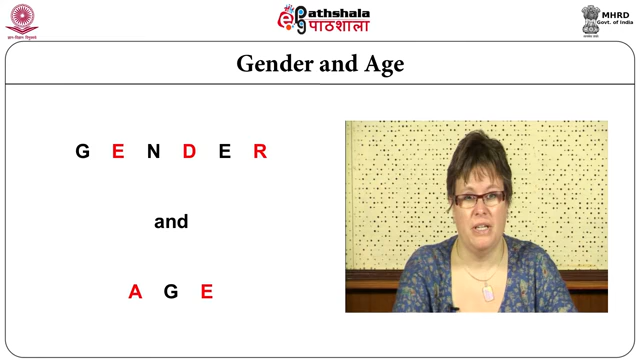 ePathshala
पाठशाला
MHRD
Govt. of India
Gender and Age
G E N D E R
and
A G E